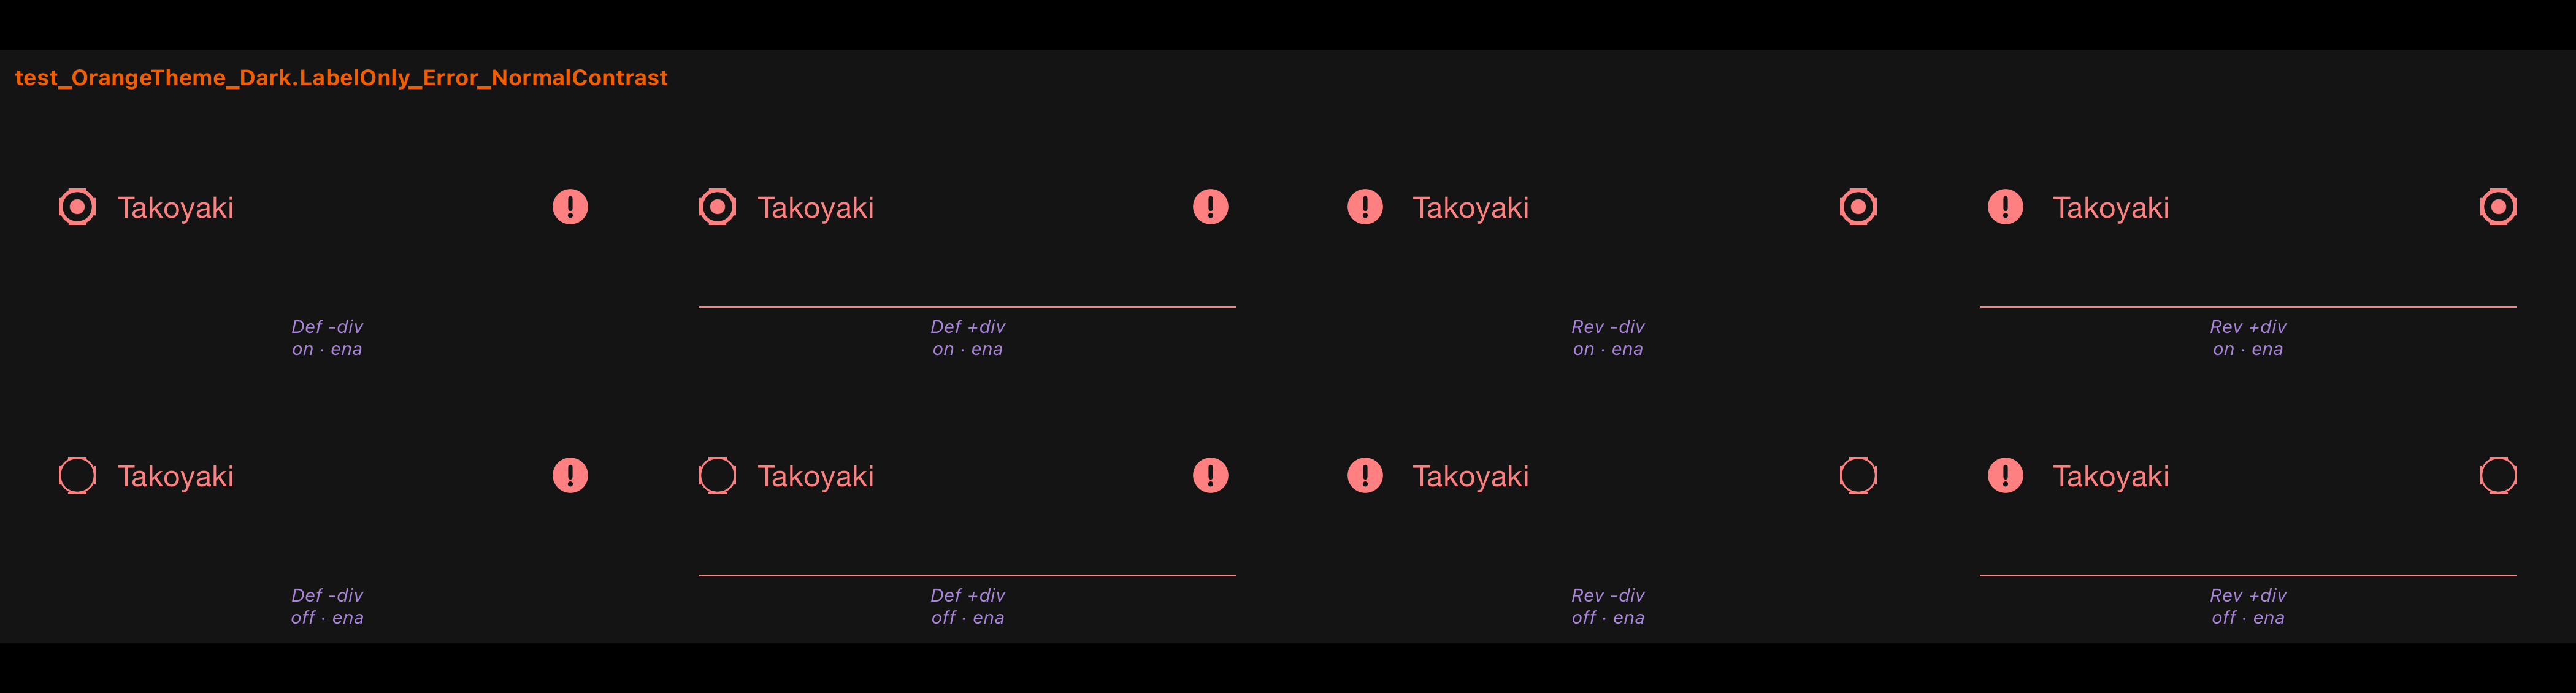 test_OrangeTheme_Dark.LabelOnly_Error_NormalContrast
Takoyaki
Takoyaki
Takoyaki
Takoyaki
Def -div
on · ena
Def +div
on · ena
Rev -div
on · ena
Rev +div
on · ena
Takoyaki
Takoyaki
Takoyaki
Takoyaki
Def -div
off · ena
Def +div
off · ena
Rev -div
off · ena
Rev +div
off · ena